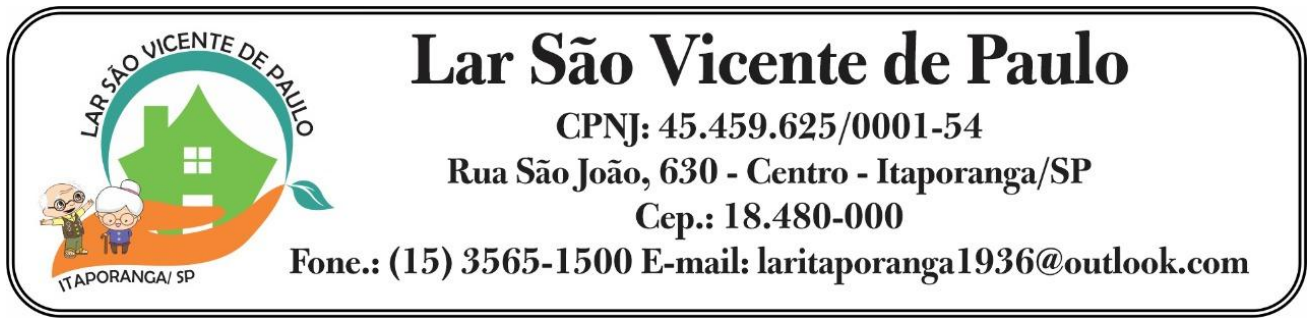 LAR SÃO VICENTE DE PAULO
ITAPORANGA/ SP
Lar São Vicente de Paulo
CPNJ: 45.459.625/0001-54
Rua São João, 630 - Centro - Itaporanga/SP
Cep.: 18.480-000
Fone.: (15) 3565-1500 E-mail: laritaporanga1936@outlook.com